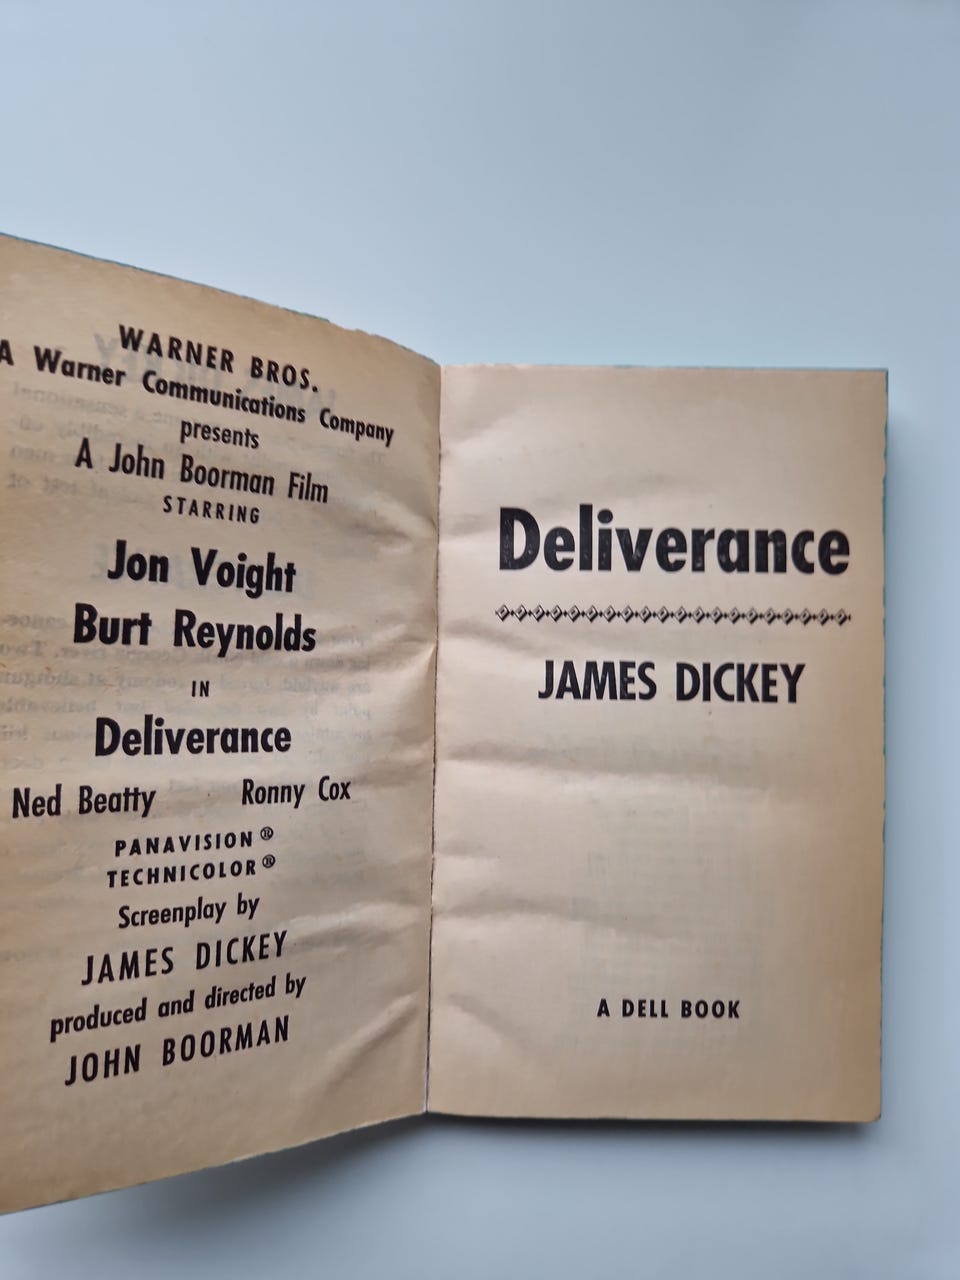 WARNER BROS.
A Warner Communications Company
presents
A John Boorman Film
STARRING
Jon Voight
Burt Reynolds
IN
Deliverance
Ned Beatty Ronny Cox
PANAVISION®
TECHNICOLOR®
Screenplay by
JAMES DICKEY
produced and directed by
JOHN BOORMAN
Deliverance
JAMES DICKEY
A DELL BOOK